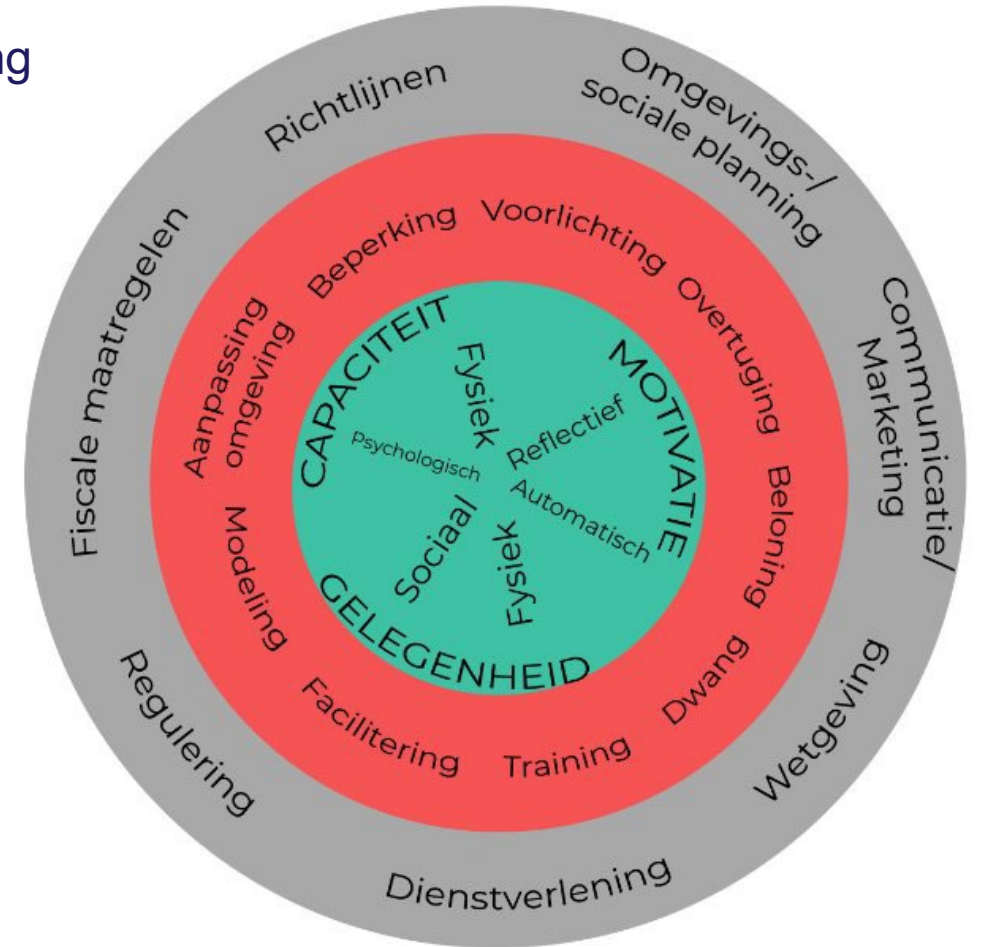 ng
Richtlijnen
Omgevings-/
sociale planning
Communicatie/
Marketing
Wetgeving
Dienstverlening
Regulering
Fiscale maatregelen
Beperking
Voorlichting
Overtuging
Beloning
Dwang
Training
Facilitering
Modeling
Aanpassing
omgeving
CAPACITEIT
Fysiek
Psychologisch
MOTIVATIE
Reflectief
Automatisch
GELEGENHEID
Sociaal
Fysiek